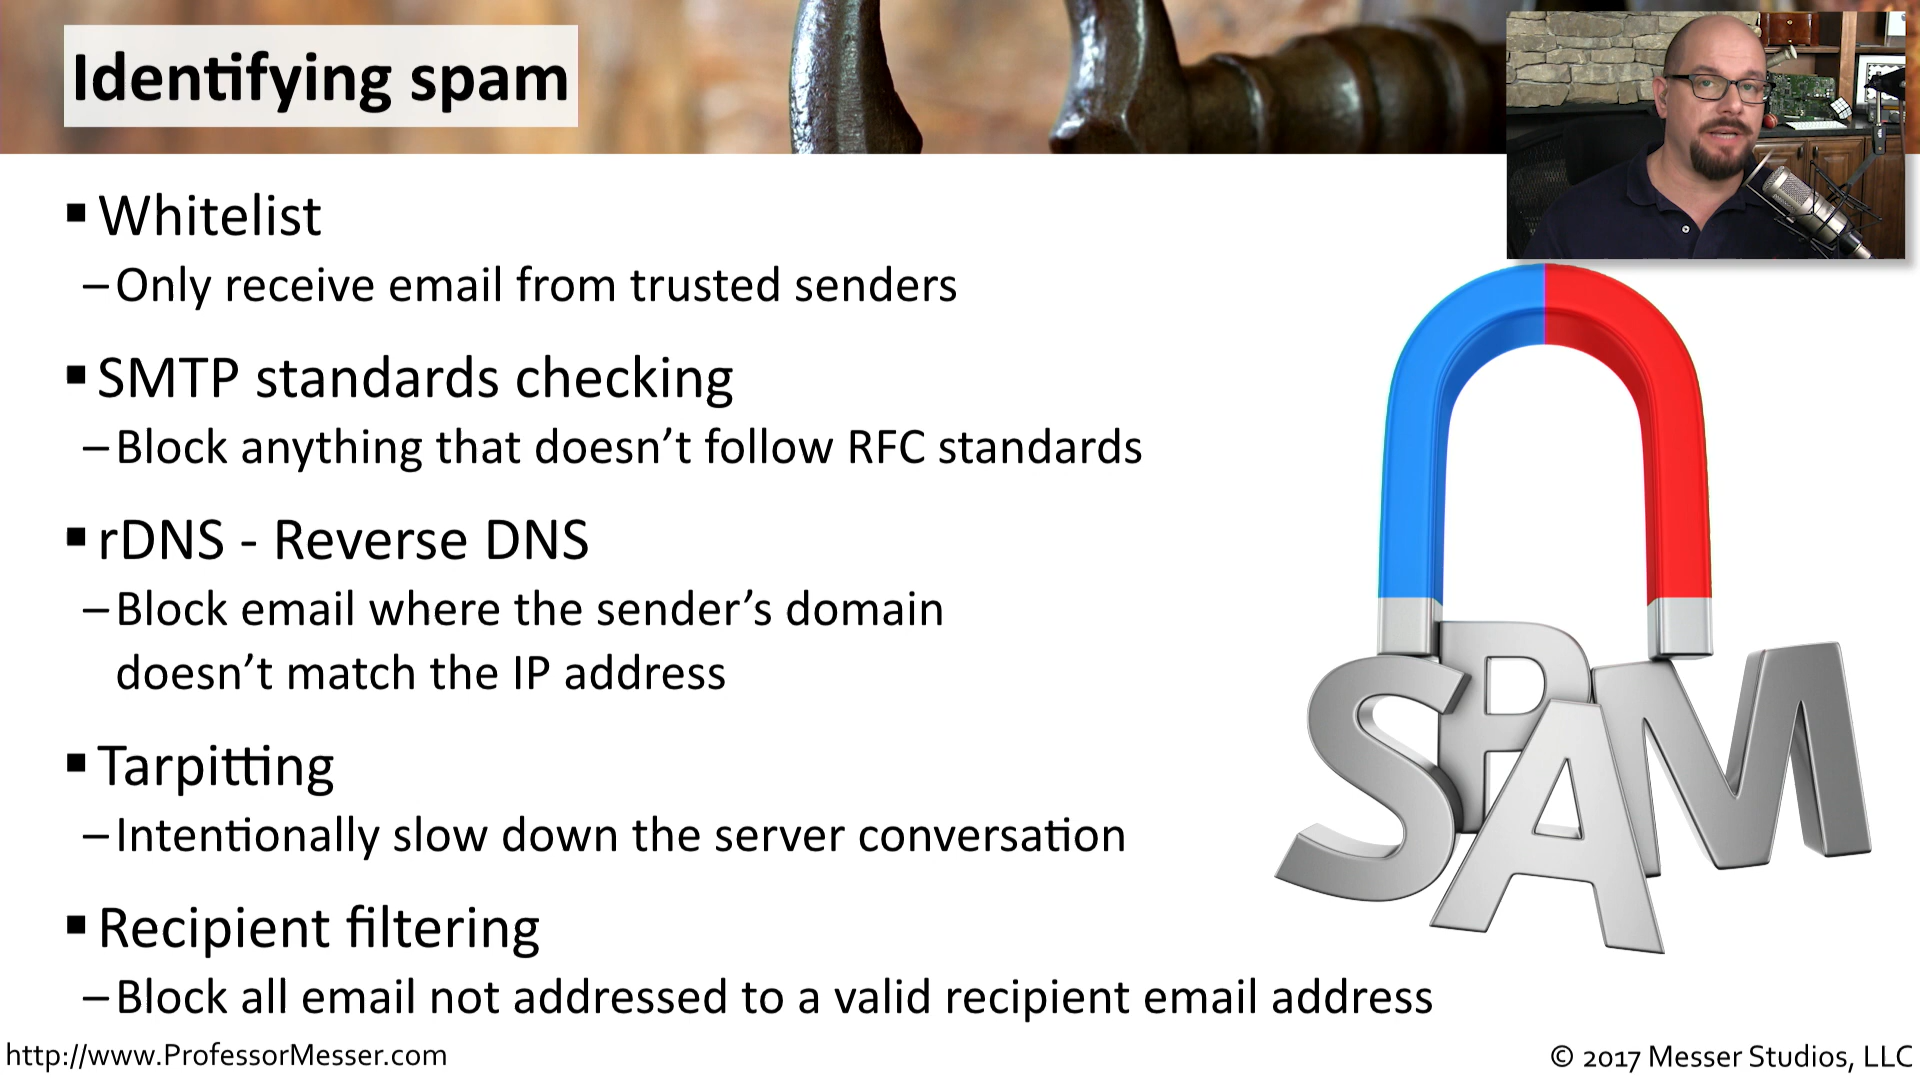 Identifying spam
▪ Whitelist
– Only receive email from trusted senders
▪ SMTP standards checking
– Block anything that doesn’t follow RFC standards
▪ rDNS - Reverse DNS
– Block email where the sender’s domain
doesn’t match the IP address
▪ Tarpitting
– Intentionally slow down the server conversation
▪ Recipient filtering
– Block all email not addressed to a valid recipient email address
SPAM
http://www.ProfessorMesser.com
© 2017 Messer Studios, LLC